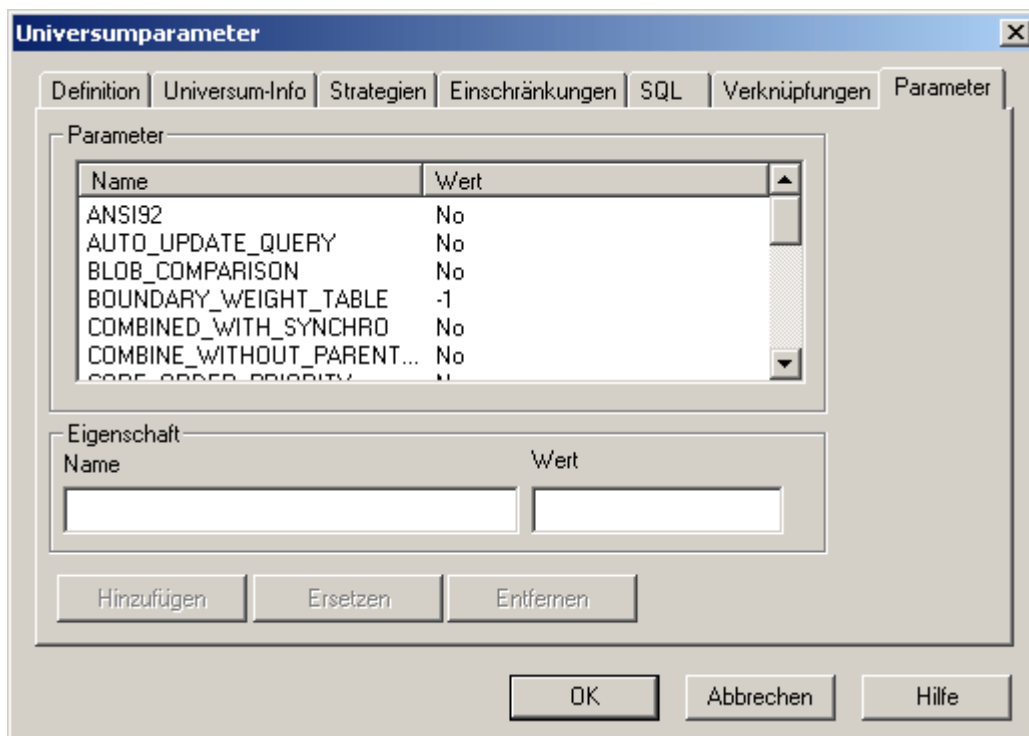 Universumparameter
Definition Universum-Info Strategien Einschränkungen SQL Verknüpfungen Parameter
Parameter
Name Wert
ANSI92 No
AUTO_UPDATE_QUERY No
BLOB_COMPARISON No
BOUNDARY_WEIGHT_TABLE -1
COMBINED_WITH_SYNCHRO No
COMBINE_WITHOUT_PARENT... No
Eigenschaft
Name Wert
Hinzufügen Ersetzen Entfernen
OK Abbrechen Hilfe